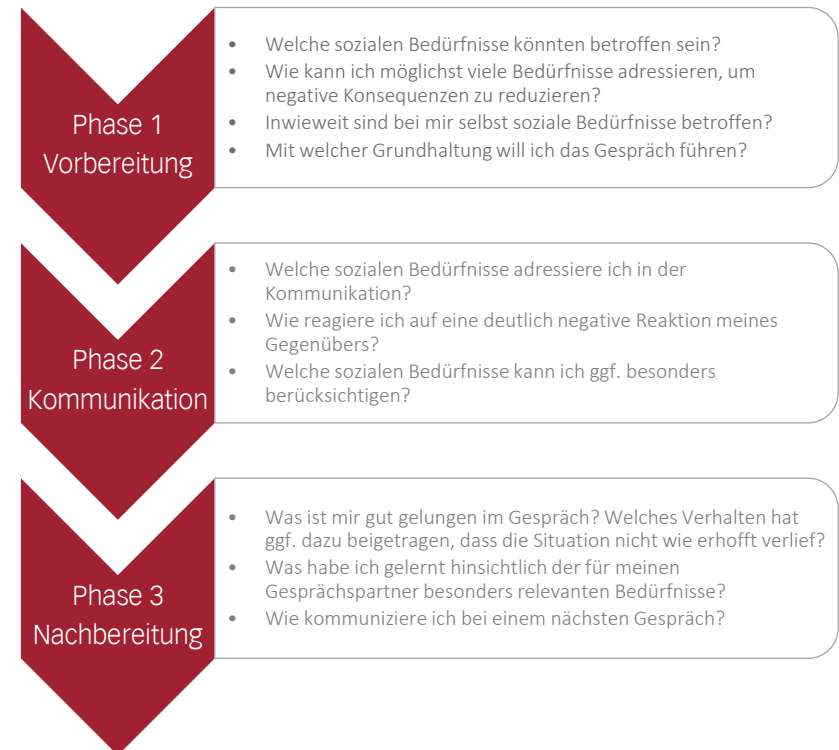 Phase 1
Vorbereitung
• Welche sozialen Bedürfnisse könnten betroffen sein?
• Wie kann ich möglichst viele Bedürfnisse adressieren, um
negative Konsequenzen zu reduzieren?
• Inwieweit sind bei mir selbst soziale Bedürfnisse betroffen?
• Mit welcher Grundhaltung will ich das Gespräch führen?
Phase 2
Kommunikation
• Welche sozialen Bedürfnisse adressiere ich in der
Kommunikation?
• Wie reagiere ich auf eine deutlich negative Reaktion meines
Gegenübers?
• Welche sozialen Bedürfnisse kann ich ggf. besonders
berücksichtigen?
Phase 3
Nachbereitung
• Was ist mir gut gelungen im Gespräch? Welches Verhalten hat
ggf. dazu beigetragen, dass die Situation nicht wie erhofft verlief?
• Was habe ich gelernt hinsichtlich der für meinen
Gesprächspartner besonders relevanten Bedürfnisse?
• Wie kommuniziere ich bei einem nächsten Gespräch?